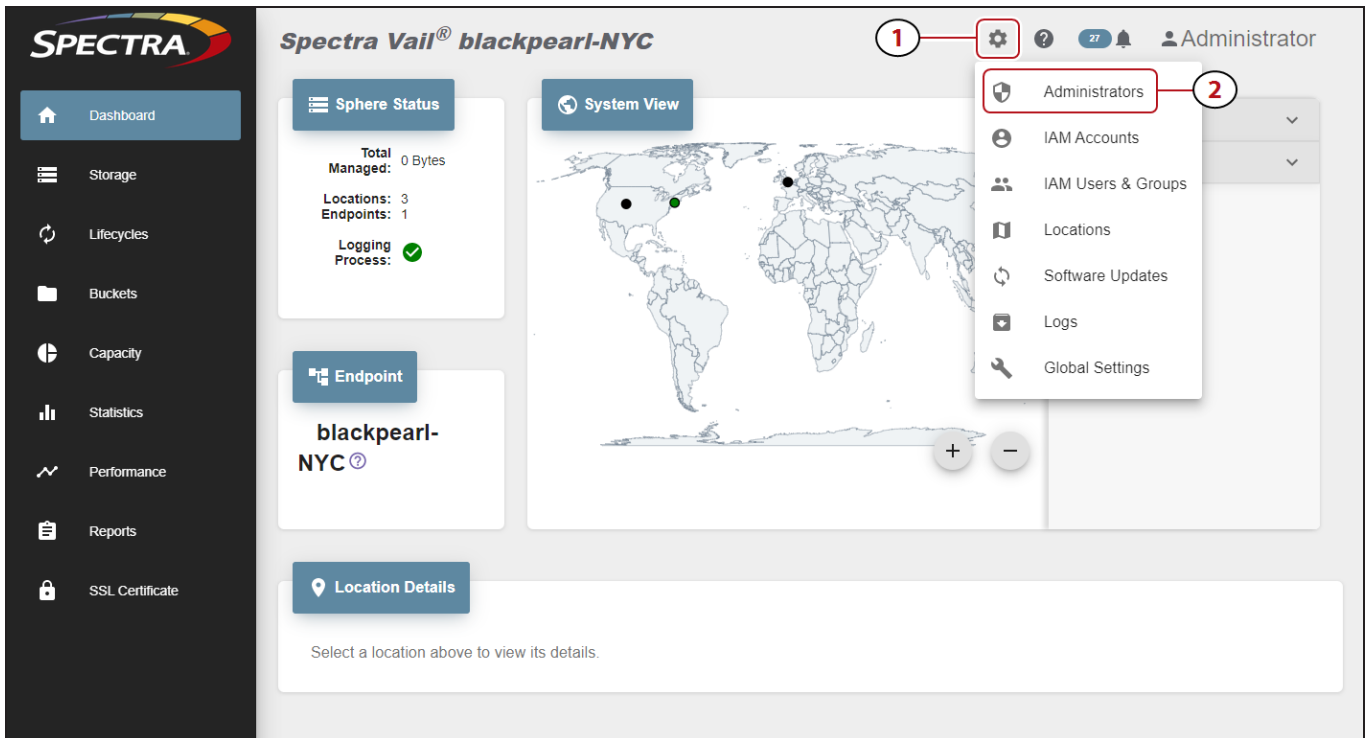 SPECTRA
Spectra Vail® blackpearl-NYC
1
27
Administrator
Dashboard
Storage
Lifecycles
Buckets
Capacity
Statistics
Performance
Reports
SSL Certificate
Sphere Status
Total
Managed: 0 Bytes
Locations: 3
Endpoints: 1
Logging
Process:
System View
Administrators
2
IAM Accounts
IAM Users & Groups
Locations
Software Updates
Logs
Global Settings
+ −
Endpoint
blackpearl-
NYC
Location Details
Select a location above to view its details.